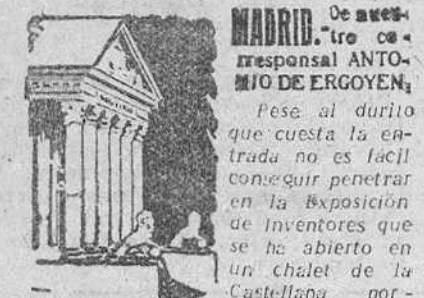 MADRID.- De nues-
tro co-
rresponsal ANTO-
NIO DE ERGOYEN,
Pese al durito
que cuesta la en-
trada no es fácil
conseguir penetrar
en la Exposición
de Inventores que
se ha abierto en
un chalet de la
Castellana por-